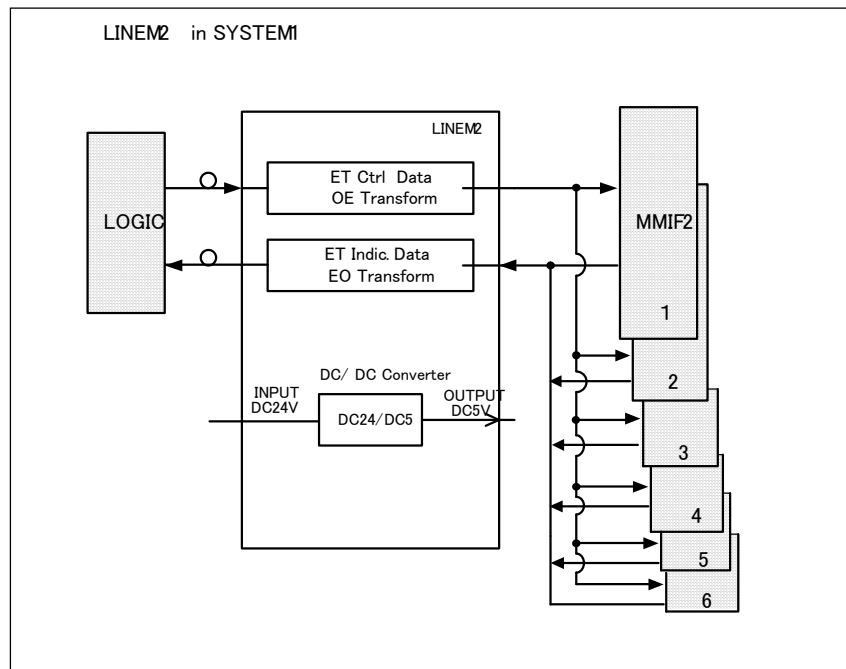 LINEM2 in SYSTEM1
LINEM2
LOGIC
ET Ctrl Data
OE Transform
MMIF2
ET Indic. Data
EO Transform
1
DC/ DC Converter
2
INPUT
DC24V
OUTPUT
DC5V
DC24/DC5
3
4
5
6